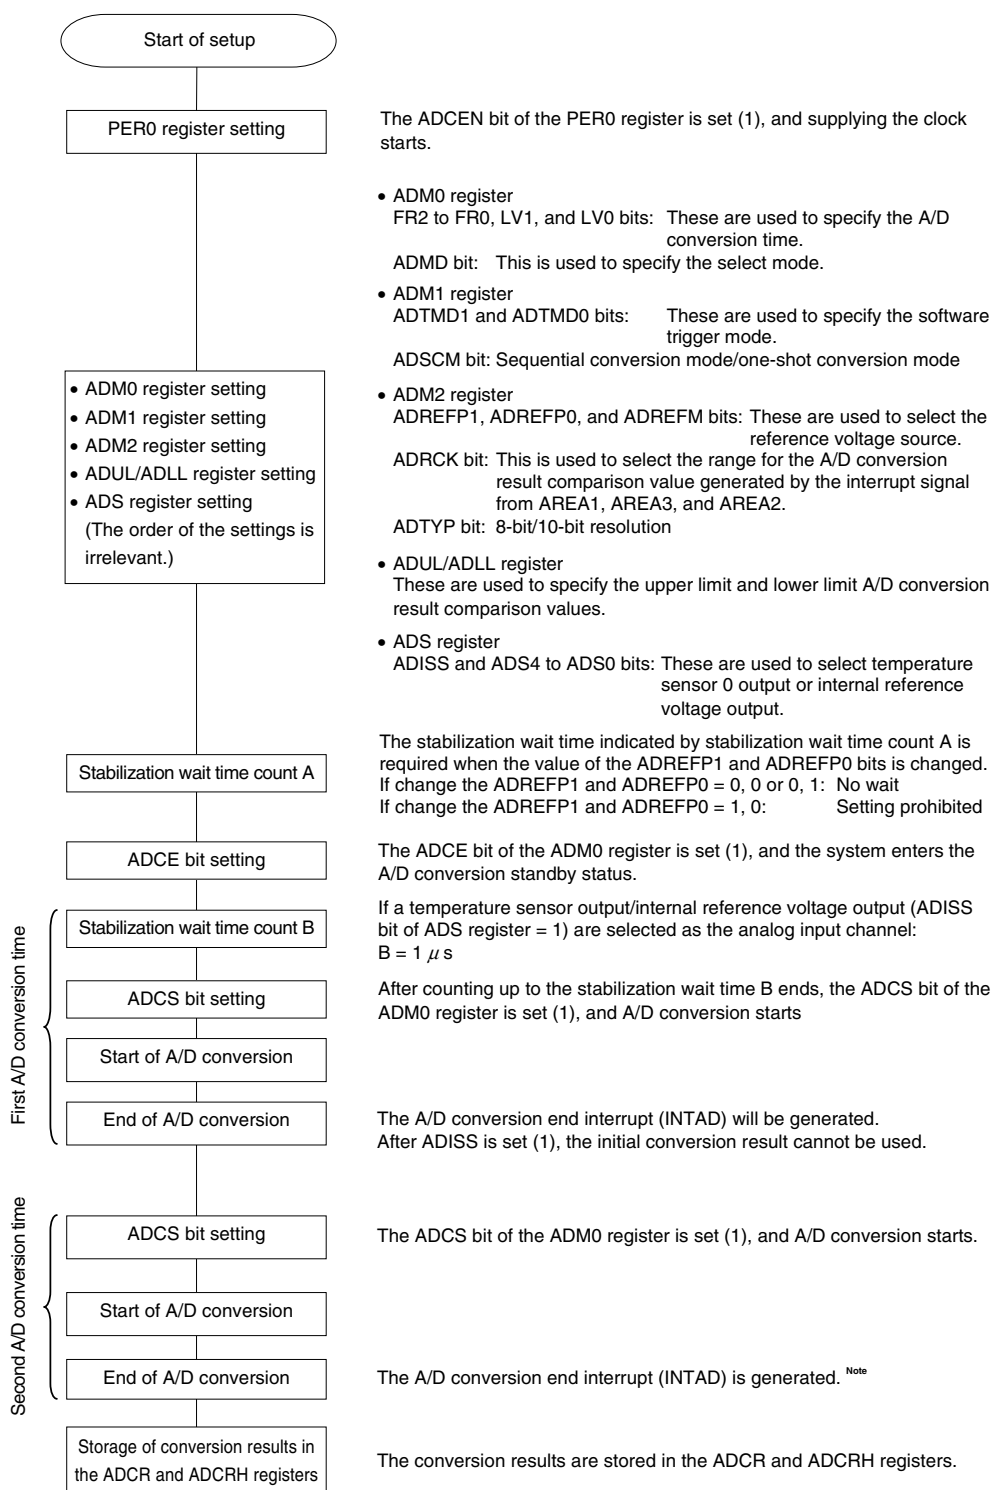 Start of setup
PER0 register setting
The ADCEN bit of the PER0 register is set (1), and supplying the clock
starts.
• ADM0 register
FR2 to FR0, LV1, and LV0 bits: These are used to specify the A/D
conversion time.
ADMD bit: This is used to specify the select mode.
• ADM1 register
ADTMD1 and ADTMD0 bits: These are used to specify the software
trigger mode.
ADSCM bit: Sequential conversion mode/one-shot conversion mode
• ADM0 register setting
• ADM1 register setting
• ADM2 register setting
• ADUL/ADLL register setting
• ADS register setting
(The order of the settings is
irrelevant.)
• ADM2 register
ADREFP1, ADREFP0, and ADREFM bits: These are used to select the
reference voltage source.
ADRCK bit: This is used to select the range for the A/D conversion
result comparison value generated by the interrupt signal
from AREA1, AREA3, and AREA2.
ADTYP bit: 8-bit/10-bit resolution
• ADUL/ADLL register
These are used to specify the upper limit and lower limit A/D conversion
result comparison values.
• ADS register
ADISS and ADS4 to ADS0 bits: These are used to select temperature
sensor 0 output or internal reference
voltage output.
Stabilization wait time count A
The stabilization wait time indicated by stabilization wait time count A is
required when the value of the ADREFP1 and ADREFP0 bits is changed.
If change the ADREFP1 and ADREFP0 = 0, 0 or 0, 1: No wait
If change the ADREFP1 and ADREFP0 = 1, 0: Setting prohibited
ADCE bit setting
The ADCE bit of the ADM0 register is set (1), and the system enters the
A/D conversion standby status.
First A/D conversion time
Stabilization wait time count B
If a temperature sensor output/internal reference voltage output (ADISS
bit of ADS register = 1) are selected as the analog input channel:
B = 1 μs
ADCS bit setting
After counting up to the stabilization wait time B ends, the ADCS bit of the
ADM0 register is set (1), and A/D conversion starts
Start of A/D conversion
End of A/D conversion
The A/D conversion end interrupt (INTAD) will be generated.
After ADISS is set (1), the initial conversion result cannot be used.
Second A/D conversion time
ADCS bit setting
The ADCS bit of the ADM0 register is set (1), and A/D conversion starts.
Start of A/D conversion
End of A/D conversion
The A/D conversion end interrupt (INTAD) is generated. Note
Storage of conversion results in
the ADCR and ADCRH registers
The conversion results are stored in the ADCR and ADCRH registers.